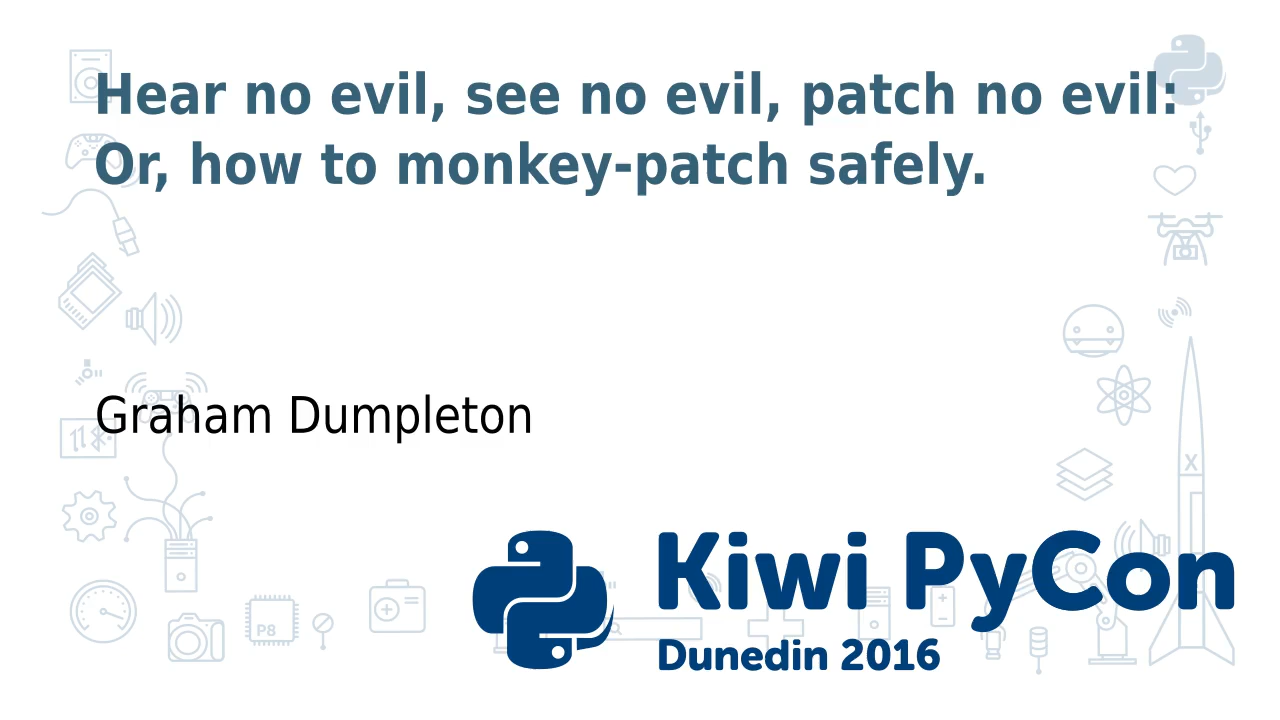 Hear no evil, see no evil, patch no evil:
Or, how to monkey-patch safely.
Graham Dumpleton
X
Kiwi PyCon
P8
Dunedin 2016